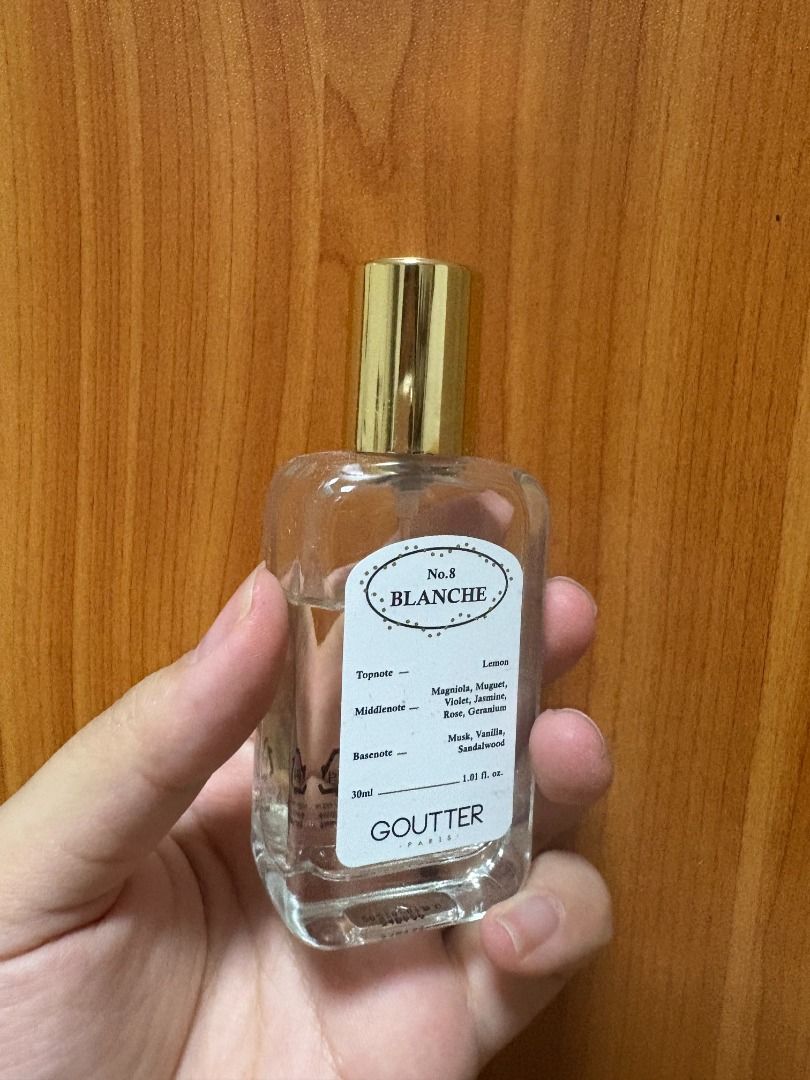 No.8
BLANCHE
Topnote — Lemon
Middlenote — Magniola, Muguet,
Violet, Jasmine,
Rose, Geranium
Basenote — Musk, Vanilla,
Sandalwood
30ml 1.01 fl. oz.
GOUTTER
· PARIS ·